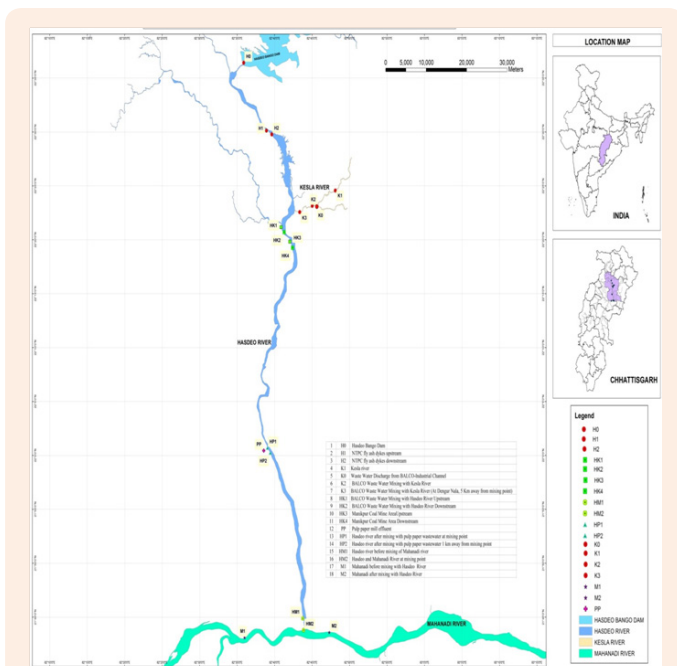 LOCATION MAP
H0
HASDEO BANGO DAM
0 5,000 10,000 20,000 30,000
Meters
H1 H2
KESLA RIVER
K1
K2
K0
K3
HK1
HK2
HK3
HK4
HASDEO RIVER
INDIA
CHHATTISGARH
PP HP1
HP2
1 H0 Hasdeo Bango Dam
2 H1 NTPC fly ash dykes upstream
3 H2 NTPC fly ash dykes downstream
4 K1 Kesla river
5 K0 Waste Water Discharge from BALCO Industrial Channel
6 K2 BALCO Waste Water Mixing with Kesla River
7 K3 BALCO Waste Water Mixing with Kesla River (At Dengur Nala, 5 Km away from mixing point)
8 HK1 BALCO Waste Water Mixing with Hasdeo River Upstream
9 HK2 BALCO Waste Water Mixing with Hasdeo River Downstream
10 HK3 Manikpur Coal Mine Area
11 HK4 Manikpur Coal Mine Area Downstream
12 PP Pulp paper mill effluent
13 HP1 Hasdeo river after mixing with pulp paper wastewater at mixing point
14 HP2 Hasdeo river after mixing with pulp paper wastewater 1 km away from mixing point
15 HM1 Hasdeo river before mixing of Mahanadi river
16 HM2 Hasdeo and Mahanadi River at mixing point
17 M1 Mahanadi before mixing with Hasdeo River
18 M2 Mahanadi after mixing with Hasdeo River
HM1
HM2
M1
M2
MAHANADI RIVER
Legend
H0
H1
H2
HK1
HK2
HK3
HK4
HM1
HM2
HP1
HP2
K0
K1
K2
K3
M1
M2
PP
HASDEO BANGO DAM
HASDEO RIVER
KESLA RIVER
MAHANADI RIVER